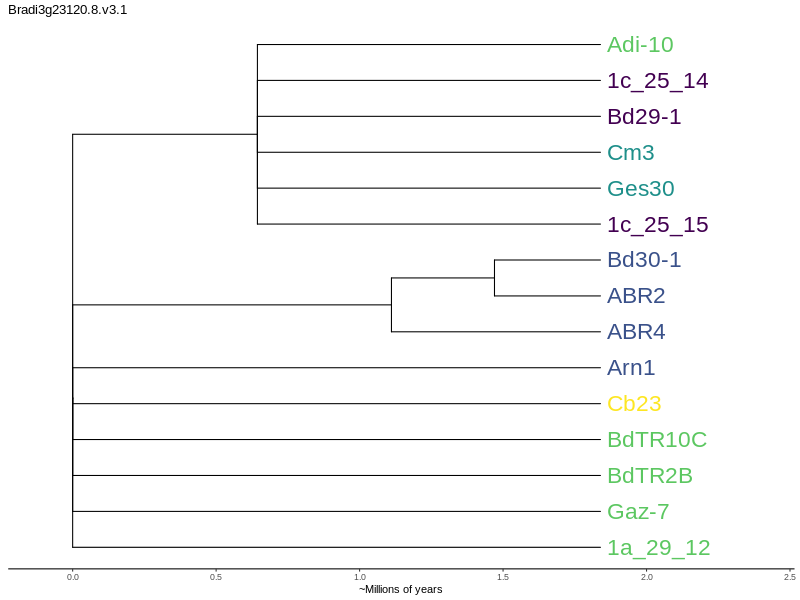 Bradi3g23120.8.v3.1
Adi-10
1c_25_14
Bd29-1
Cm3
Ges30
1c_25_15
Bd30-1
ABR2
ABR4
Arn1
Cb23
BdTR10C
BdTR2B
Gaz-7
1a_29_12
0.0 0.5 1.0 1.5 2.0 2.5
~Millions of years